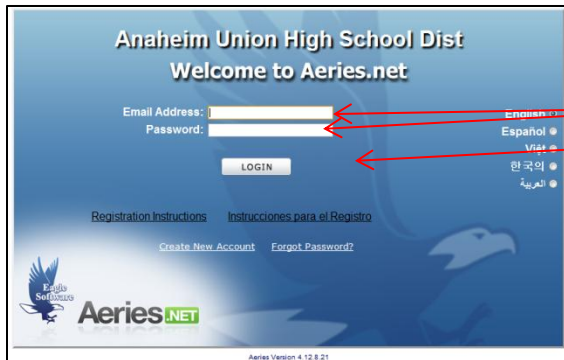 Anaheim Union High School Dist
Welcome to Aeries.net
Email Address:
Password:
LOGIN
English
Español
Việt
한국의
العربية
Registration Instructions Instrucciones para el Registro
Create New Account Forgot Password?
Eagle
Software
Aeries.NET
Aeries Version 4.12.8.21